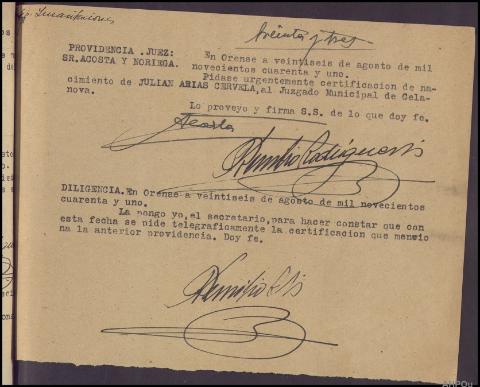 treinta y tres
PROVIDENCIA .JUEZ:
SR.ACOSTA Y NORIEGA.
En Orense a veintiseis de agosto de mil
novecientos cuarenta y uno.
Pidase urgentemente certificacion de na-
cimiento de JULIAN ARIAS CERVELA,al Juzgado Municipal de Cela-
nova.
Lo proveyo y firma S.S. de lo que doy fe.
Acosta
DILIGENCIA.En Orense a veintiseis de agosto de mil novecientos
cuarenta y uno.
La pongo yo,el secretario,para hacer constar que con
esta fecha se pide telegraficamente la certificacion que mencio
na la anterior providencia. Doy fe.